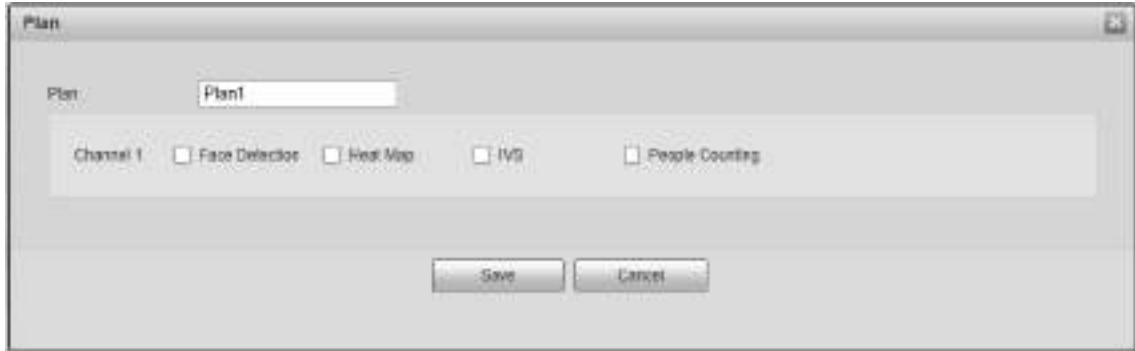 Plan
Plan Plan1
Channel 1 Face Detection Heat Map IVS People Counting
Save Cancel